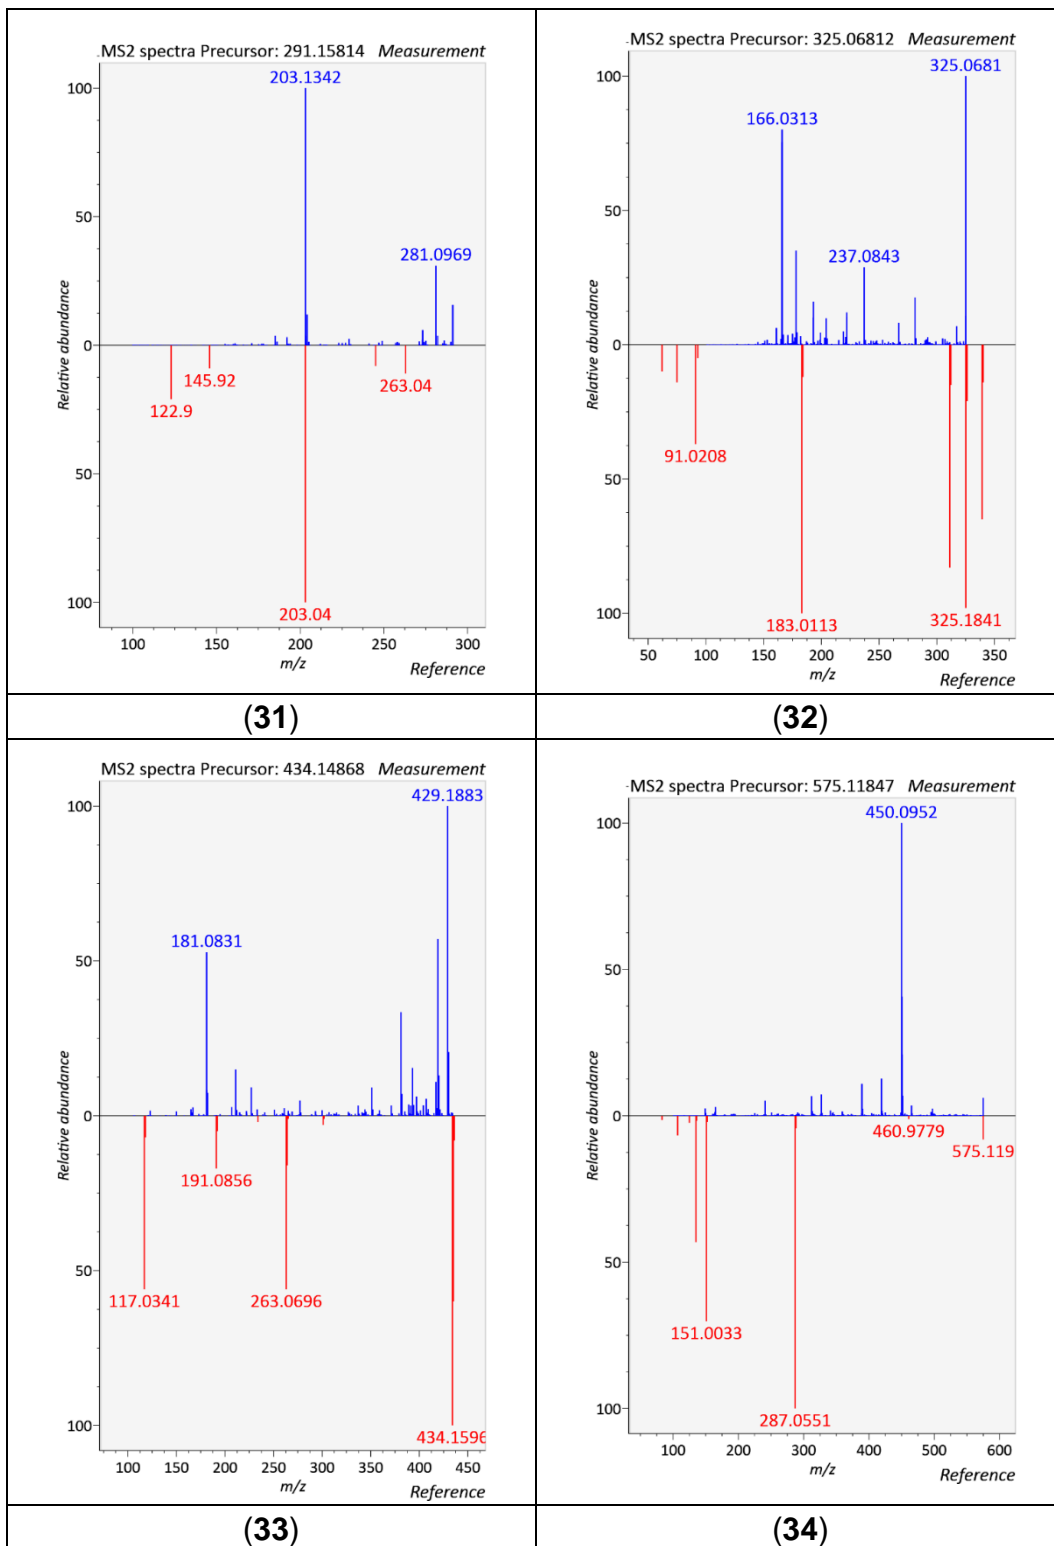 MS2 spectra Precursor: 291.15814 Measurement
203.1342
100
50
281.0969
0
145.92
263.04
122.9
50
100
203.04
100 200 300
m/z
Reference
Relative abundance
(31)
-MS2 spectra Precursor: 325.06812 Measurement
325.0681
100
166.0313
50
237.0843
0
91.0208
50
100
183.0113
325.1841
50 100 150 200 250 300 350
m/z
Reference
Relative abundance
(32)
MS2 spectra Precursor: 434.14868 Measurement
429.1883
100
181.0831
50
0
191.0856
50
117.0341
263.0696
100
434.1596
100 150 200 250 300 350 400 450
m/z
Reference
Relative abundance
(33)
-MS2 spectra Precursor: 575.11847 Measurement
450.0952
100
50
0
460.9779
575.119
50
151.0033
100
287.0551
100 200 300 400 500 600
m/z
Reference
Relative abundance
(34)